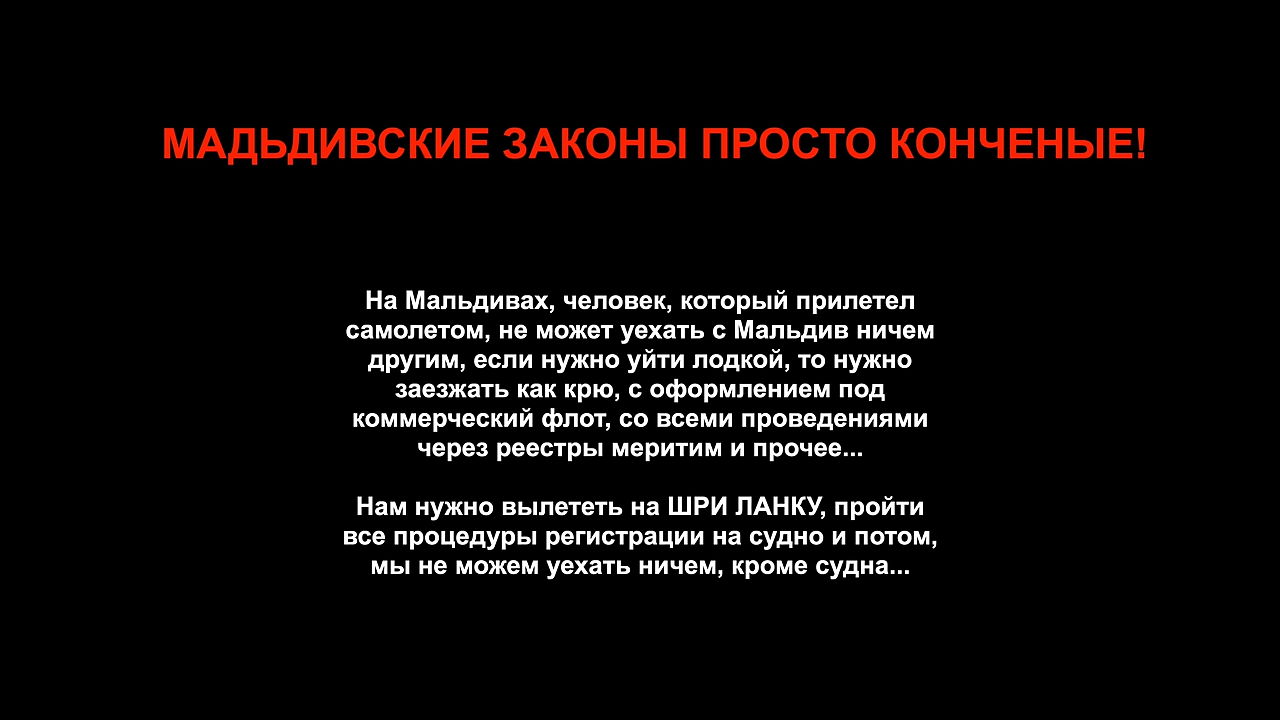 МАДЬДИВСКИЕ ЗАКОНЫ ПРОСТО КОНЧЕНЫЕ!
На Мальдивах, человек, который прилетел
самолетом, не может уехать с Мальдив ничем
другим, если нужно уйти лодкой, то нужно
заезжать как крю, с оформлением под
коммерческий флот, со всеми проведениями
через реестры меритим и прочее...
Нам нужно вылететь на ШРИ ЛАНКУ, пройти
все процедуры регистрации на судно и потом,
мы не можем уехать ничем, кроме судна...